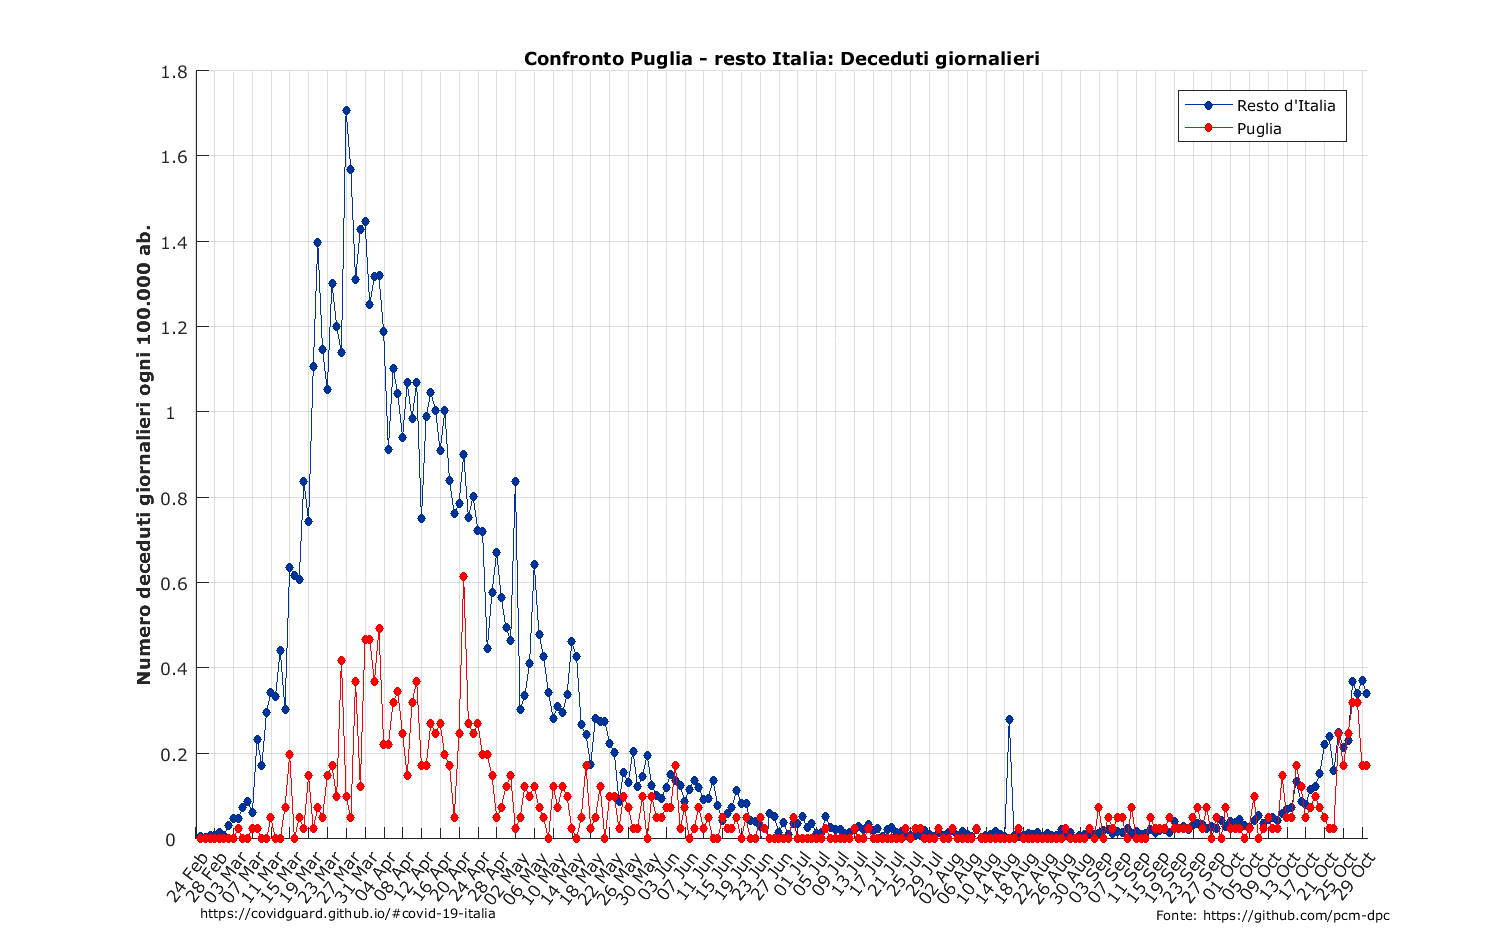 Confronto Puglia - resto Italia: Deceduti giornalieri
Numero deceduti giornalieri ogni 100.000 ab.
1.8
1.6
1.4
1.2
1
0.8
0.6
0.4
0.2
0
Resto d'Italia
Puglia
24 Feb
28 Feb
03 Mar
07 Mar
11 Mar
15 Mar
19 Mar
23 Mar
27 Mar
31 Mar
04 Apr
08 Apr
12 Apr
16 Apr
20 Apr
24 Apr
28 Apr
02 May
06 May
10 May
14 May
18 May
22 May
26 May
30 May
03 Jun
07 Jun
11 Jun
15 Jun
19 Jun
23 Jun
27 Jun
01 Jul
05 Jul
09 Jul
13 Jul
17 Jul
21 Jul
25 Jul
29 Jul
02 Aug
06 Aug
10 Aug
14 Aug
18 Aug
22 Aug
26 Aug
30 Aug
03 Sep
07 Sep
11 Sep
15 Sep
19 Sep
23 Sep
27 Sep
01 Oct
05 Oct
09 Oct
13 Oct
17 Oct
21 Oct
25 Oct
29 Oct
https://covidguard.github.io/#covid-19-italia
Fonte: https://github.com/pcm-dpc